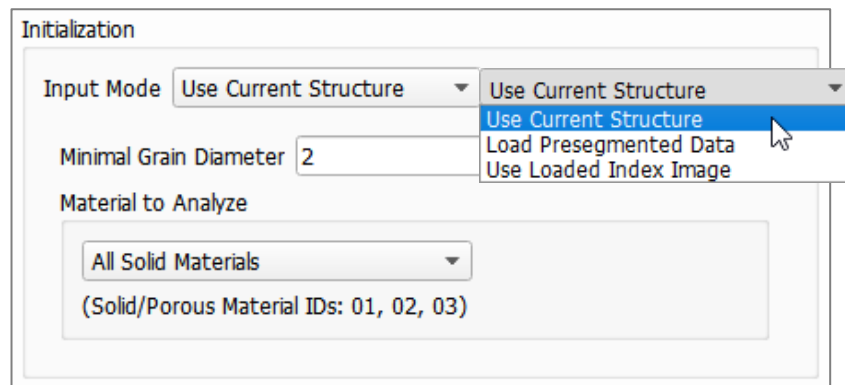 Initialization
Input Mode Use Current Structure Use Current Structure
Use Current Structure
Load Presegmented Data
Use Loaded Index Image
Minimal Grain Diameter 2
Material to Analyze
All Solid Materials
(Solid/Porous Material IDs: 01, 02, 03)